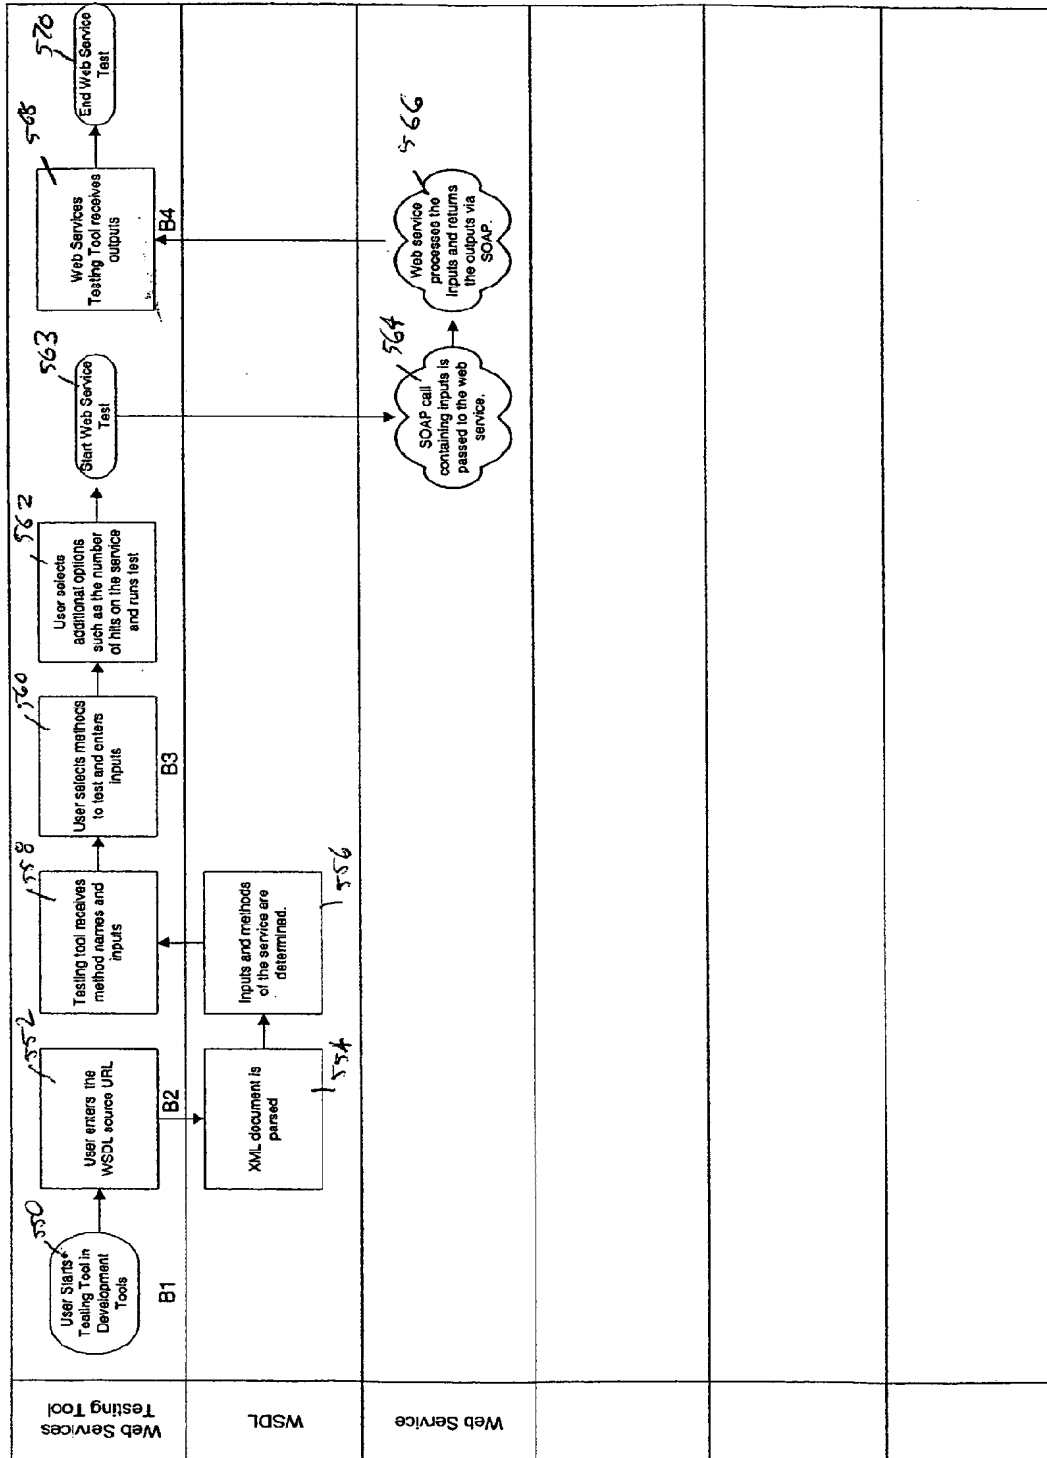 Web Services
Testing Tool
550
User Starts
Testing Tool in
Development
Tools
B1
552
User enters the
WSDL source URL
B2
558
Testing tool receives
method names and
inputs
560
User selects methods
to test and enters
inputs
B3
562
User selects
additional options
such as the number
of hits on the service
and runs test
563
Start Web Service
Test
568
Web Services
Testing Tool receives
outputs
B4
570
End Web Service
Test
WSDL
554
XML document is
parsed
556
Inputs and methods
of the service are
determined.
Web Service
564
SOAP call
containing inputs is
passed to the web
service.
566
Web service
processes the
inputs and returns
the outputs via
SOAP.